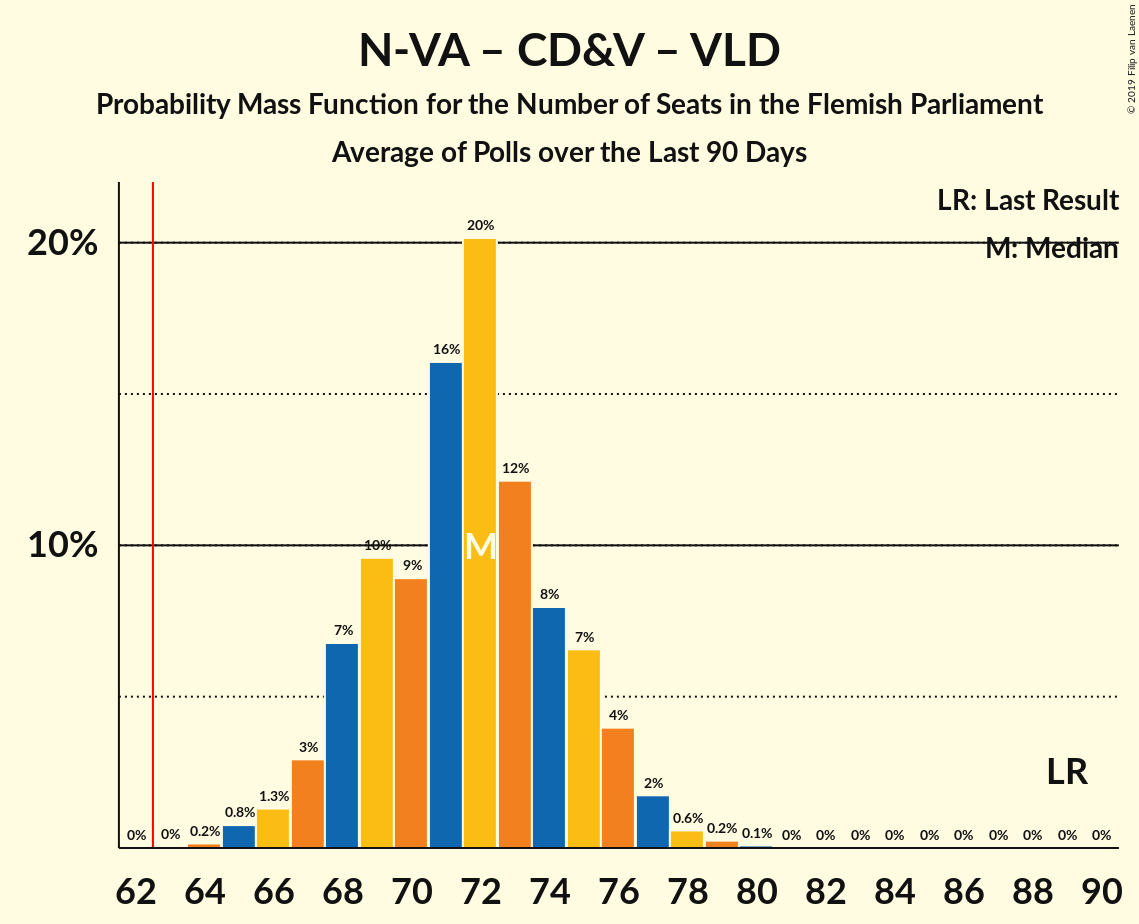 N-VA – CD&V – VLD
Probability Mass Function for the Number of Seats in the Flemish Parliament
Average of Polls over the Last 90 Days
© 2019 Filip van Laenen
LR: Last Result
M: Median
20%
10%
0% 0% 0.2% 0.8% 1.3% 3% 7% 10% 9% 16% 20% 12% 8% 7% 4% 2% 0.6% 0.2% 0.1% 0% 0% 0% 0% 0% 0% 0% 0% 0% 0%
M
LR
62 64 66 68 70 72 74 76 78 80 82 84 86 88 90